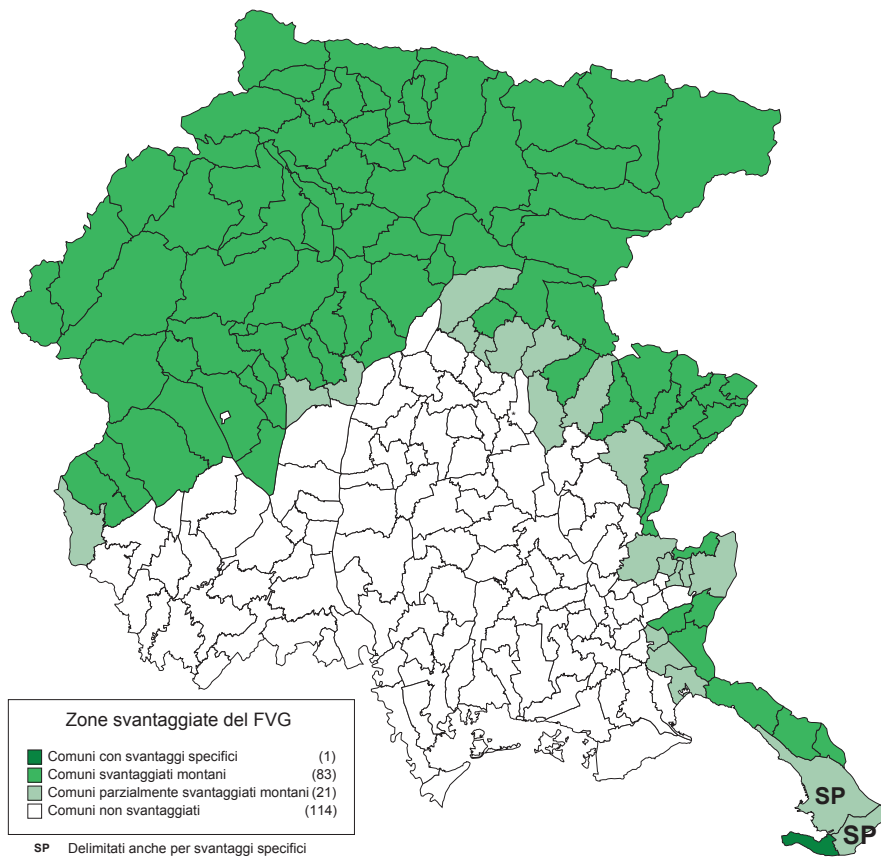 SP
SP
Zone svantaggiate del FVG
Comuni con svantaggi specifici (1)
Comuni svantaggiati montani (83)
Comuni parzialmente svantaggiati montani (21)
Comuni non svantaggiati (114)
SP Delimitati anche per svantaggi specifici